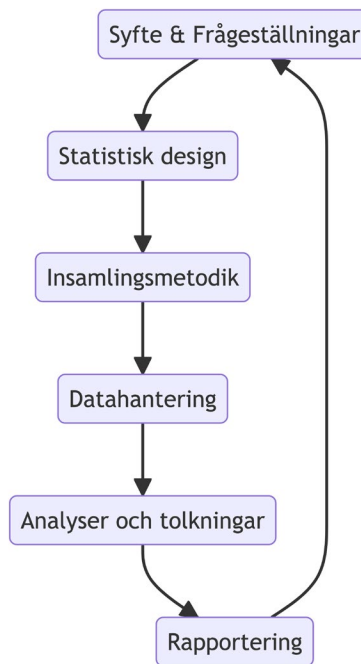 Syfte & Frågeställningar
Statistisk design
Insamlingsmetodik
Datahantering
Analyser och tolkningar
Rapportering